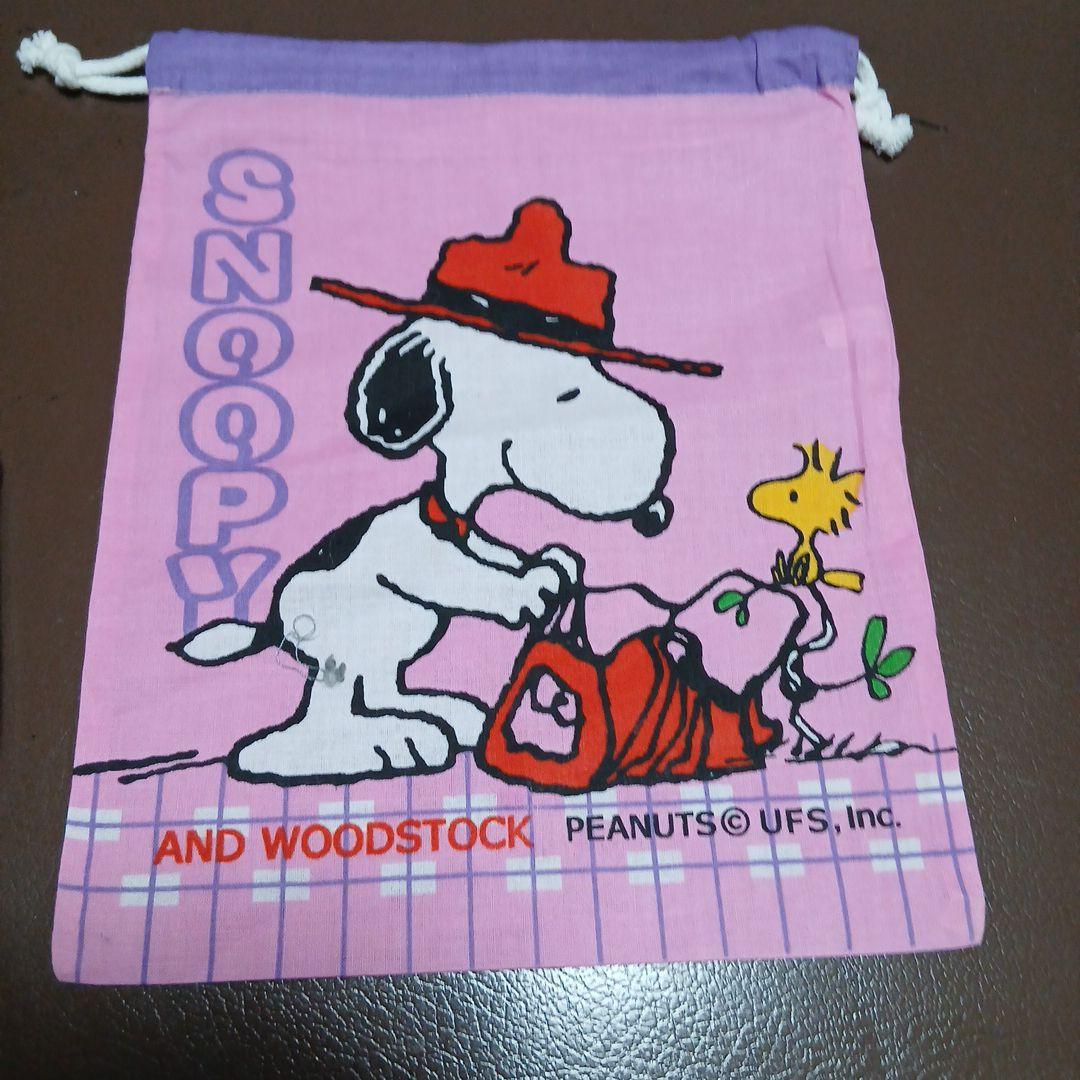 SNOOPY
AND WOODSTOCK
PEANUTS © UFS, Inc.